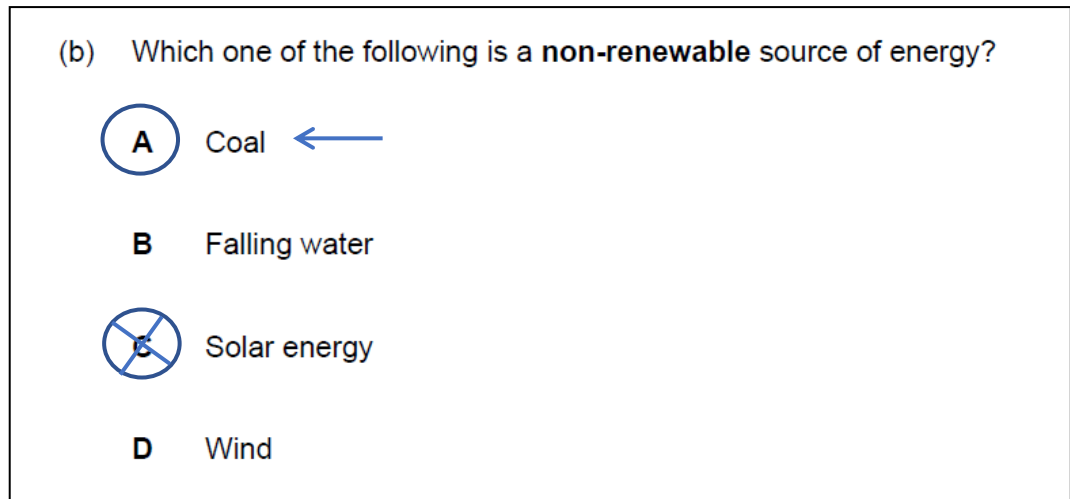 (b) Which one of the following is a non-renewable source of energy?
A Coal
B Falling water
C Solar energy
D Wind